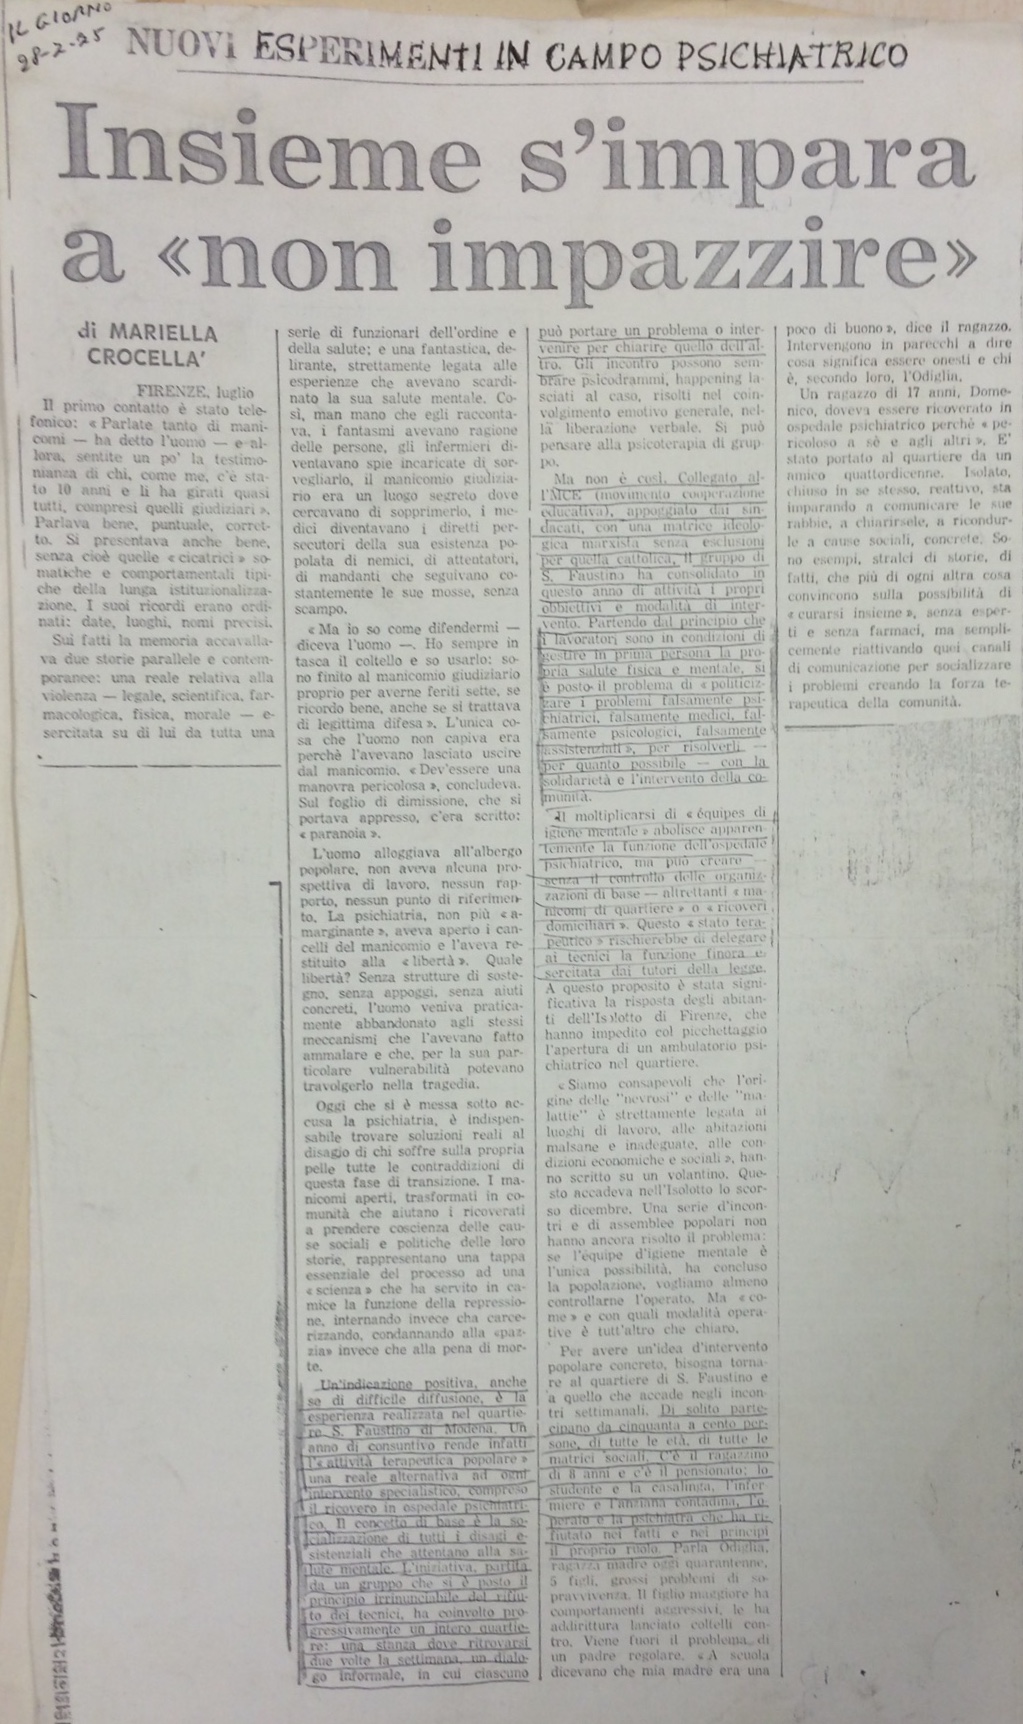 IL GIORNO
28-2-75
NUOVI ESPERIMENTI IN CAMPO PSICHIATRICO
Insieme s'impara
a «non impazzire»
di MARIELLA
CROCELLA'
FIRENZE, luglio
Il primo contatto è stato tele-
fonico: «Parlate tanto di mani-
comi — ha detto l'uomo — e al-
lora, sentite un po' la testimo-
nianza di chi, come me, c'è sta-
to 10 anni e li ha girati quasi
tutti, compresi quelli giudiziari».
Parlava bene, puntuale, corret-
to. Si presentava anche bene,
senza cioè quelle «cicatrici» so-
matiche e comportamentali tipi-
che della lunga istituzionalizza-
zione. I suoi ricordi erano ordi-
nati: date, luoghi, nomi precisi.
Sui fatti la memoria accavalla-
va due storie parallele e contem-
poranee: una reale relativa alla
violenza — legale, scientifica, far-
macologica, fisica, morale — e-
sercitata su di lui da tutta una
serie di funzionari dell'ordine e
della salute; e una fantastica, de-
lirante, strettamente legata alle
esperienze che avevano scardi-
nato la sua salute mentale. Co-
sì, man mano che egli racconta-
va, i fantasmi avevano ragione
delle persone, gli infermieri di-
ventavano spie incaricate di sor-
vegliarlo, il manicomio giudizia-
rio era un luogo segreto dove
cercavano di sopprimerlo, i me-
dici diventavano i diretti per-
secutori della sua esistenza po-
polata di nemici, di attentatori,
di mandanti che seguivano co-
stantemente le sue mosse, senza
scampo.
«Ma io so come difendermi —
diceva l'uomo —. Ho sempre in
tasca il coltello e so usarlo: so-
no finito al manicomio giudiziario
proprio per averne feriti sette, se
ricordo bene, anche se si trattava
di legittima difesa». L'unica co-
sa che l'uomo non capiva era
perchè l'avevano lasciato uscire
dal manicomio. «Dev'essere una
manovra pericolosa», concludeva.
Sul foglio di dimissione, che si
portava appresso, c'era scritto:
«paranoia».
L'uomo alloggiava all'albergo
popolare, non aveva alcuna pro-
spettiva di lavoro, nessun rap-
porto, nessun punto di riferimen-
to. La psichiatria, non più «a-
marginante», aveva aperto i can-
celli del manicomio e l'aveva re-
stituito alla «libertà». Quale
libertà? Senza strutture di soste-
gno, senza appoggi, senza aiuti
concreti, l'uomo veniva pratica-
mente abbandonato agli stessi
meccanismi che l'avevano fatto
ammalare e che, per la sua par-
ticolare vulnerabilità potevano
travolgerlo nella tragedia.
Oggi che si è messa sotto ac-
cusa la psichiatria, è indispen-
sabile trovare soluzioni reali al
disagio di chi soffre sulla propria
pelle tutte le contraddizioni di
questa fase di transizione. I ma-
nicomi aperti, trasformati in co-
munità che aiutano i ricoverati
a prendere coscienza delle cau-
se sociali e politiche delle loro
storie, rappresentano una tappa
essenziale del processo ad una
«scienza» che ha servito in ca-
mice la funzione della repressio-
ne, internando invece cha carce-
rizzando, condannando alla «paz-
zia» invece che alla pena di mor-
te.
Un'indicazione positiva, anche
se di difficile diffusione, è la
esperienza realizzata nel quartie-
re S. Faustino di Modena. Un
anno di consuntivo rende infatti
l'«attività terapeutica popolare»
una reale alternativa ad ogni
intervento specialistico, compreso
il ricovero in ospedale psichiatri-
co. Il concetto di base è la so-
cializzazione di tutti i disagi e-
sistenziali che attentano alla sa-
lute mentale. L'iniziativa, partita
da un gruppo che si è posto il
principio irrinunciabile del rifiu-
to dei tecnici, ha coinvolto pro-
gressivamente un intero quartie-
re: una stanza dove ritrovarsi
due volte la settimana, un dialo-
go informale, in cui ciascuno
può portare un problema o inter-
venire per chiarire quello dell'al-
tro. Gli incontro possono sem-
brare psicodrammi, happening la-
sciati al caso, risolti nel coin-
volgimento emotivo generale, nel-
la liberazione verbale. Si può
pensare alla psicoterapia di grup-
po.
Ma non è così. Collegato al-
l'MCE (movimento cooperazione
educativa), appoggiato dai sin-
dacati, con una matrice ideolo-
gica marxista senza esclusioni
per quella cattolica, il gruppo di
S. Faustino ha consolidato in
questo anno di attività i propri
obbiettivi e modalità di inter-
vento. Partendo dal principio che
i lavoratori sono in condizioni di
gestire in prima persona la pro-
pria salute fisica e mentale, si
è posto il problema di «politiciz-
zare i problemi falsamente psi-
chiatrici, falsamente medici, fal-
samente psicologici, falsamente
assistenziali», per risolverli —
per quanto possibile — con la
solidarietà e l'intervento della co-
munità.
Il moltiplicarsi di «équipes di
igiene mentale» abolisce apparen-
temente la funzione dell'ospedale
psichiatrico, ma può creare —
senza il controllo delle organiz-
zazioni di base — altrettanti «ma-
nicomi di quartiere» o «ricoveri
domiciliari». Questo «stato tera-
peutico» rischierebbe di delegare
ai tecnici la funzione finora e-
sercitata dai tutori della legge.
A questo proposito è stata signi-
ficativa la risposta degli abitan-
ti dell'Isolotto di Firenze, che
hanno impedito col picchettaggio
l'apertura di un ambulatorio psi-
chiatrico nel quartiere.
«Siamo consapevoli che l'ori-
gine delle "nevrosi" e delle "ma-
lattie" è strettamente legata ai
luoghi di lavoro, alle abitazioni
malsane e inadeguate, alle con-
dizioni economiche e sociali», han-
no scritto su un volantino. Que-
sto accadeva nell'Isolotto lo scor-
so dicembre. Una serie d'incon-
tri e di assemblee popolari non
hanno ancora risolto il problema:
se l'équipe d'igiene mentale è
l'unica possibilità, ha concluso
la popolazione, vogliamo almeno
controllarne l'operato. Ma «co-
me» e con quali modalità opera-
tive è tutt'altro che chiaro.
Per avere un'idea d'intervento
popolare concreto, bisogna torna-
re al quartiere di S. Faustino e
a quello che accade negli incon-
tri settimanali. Di solito parte-
cipano da cinquanta a cento per-
sone, di tutte le età, di tutte le
matrici sociali. C'è il ragazzino
di 8 anni e c'è il pensionato; lo
studente e la casalinga, l'infer-
miere e l'anziana contadina, l'o-
perato e la psichiatra che ha ri-
fiutato nei fatti e nei principi
il proprio ruolo. Parla Odiglia,
ragazza madre oggi quarantenne,
5 figli, grossi problemi di so-
pravvivenza. Il figlio maggiore ha
comportamenti aggressivi, le ha
addirittura lanciato coltelli con-
tro. Viene fuori il problema di
un padre regolare. «A scuola
dicevano che mia madre era una
poco di buono», dice il ragazzo.
Intervengono in parecchi a dire
cosa significa essere onesti e chi
è, secondo loro, l'Odiglia.
Un ragazzo di 17 anni, Dome-
nico, doveva essere ricoverato in
ospedale psichiatrico perchè «pe-
ricoloso a sè e agli altri». E'
stato portato al quartiere da un
amico quattordicenne. Isolato,
chiuso in se stesso, reattivo, sta
imparando a comunicare le sue
rabbie, a chiarirsele, a ricondur-
le a cause sociali, concrete. So-
no esempi, stralci di storie, di
fatti, che più di ogni altra cosa
convincono sulla possibilità di
«curarsi insieme», senza esper-
ti e senza farmaci, ma sempli-
cemente riattivando quei canali
di comunicazione per socializzare
i problemi creando la forza te-
rapeutica della comunità.